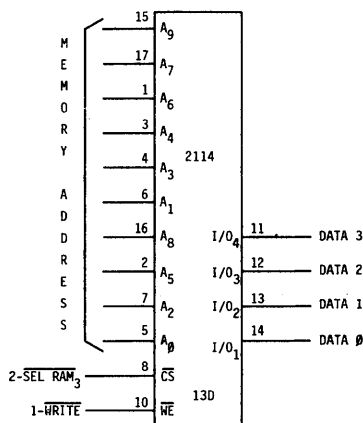 MEMORY ADDRESS
15 A9
17 A7
1 A6
3 A4
4 A3
2114
6 A1
16 A8 I/O4 11 DATA 3
2 A5 I/O3 12 DATA 2
7 A2 I/O2 13 DATA 1
5 A0 I/O1 14 DATA 0
2-SEL RAM3 8 CS
13D
1-WRITE 10 WE